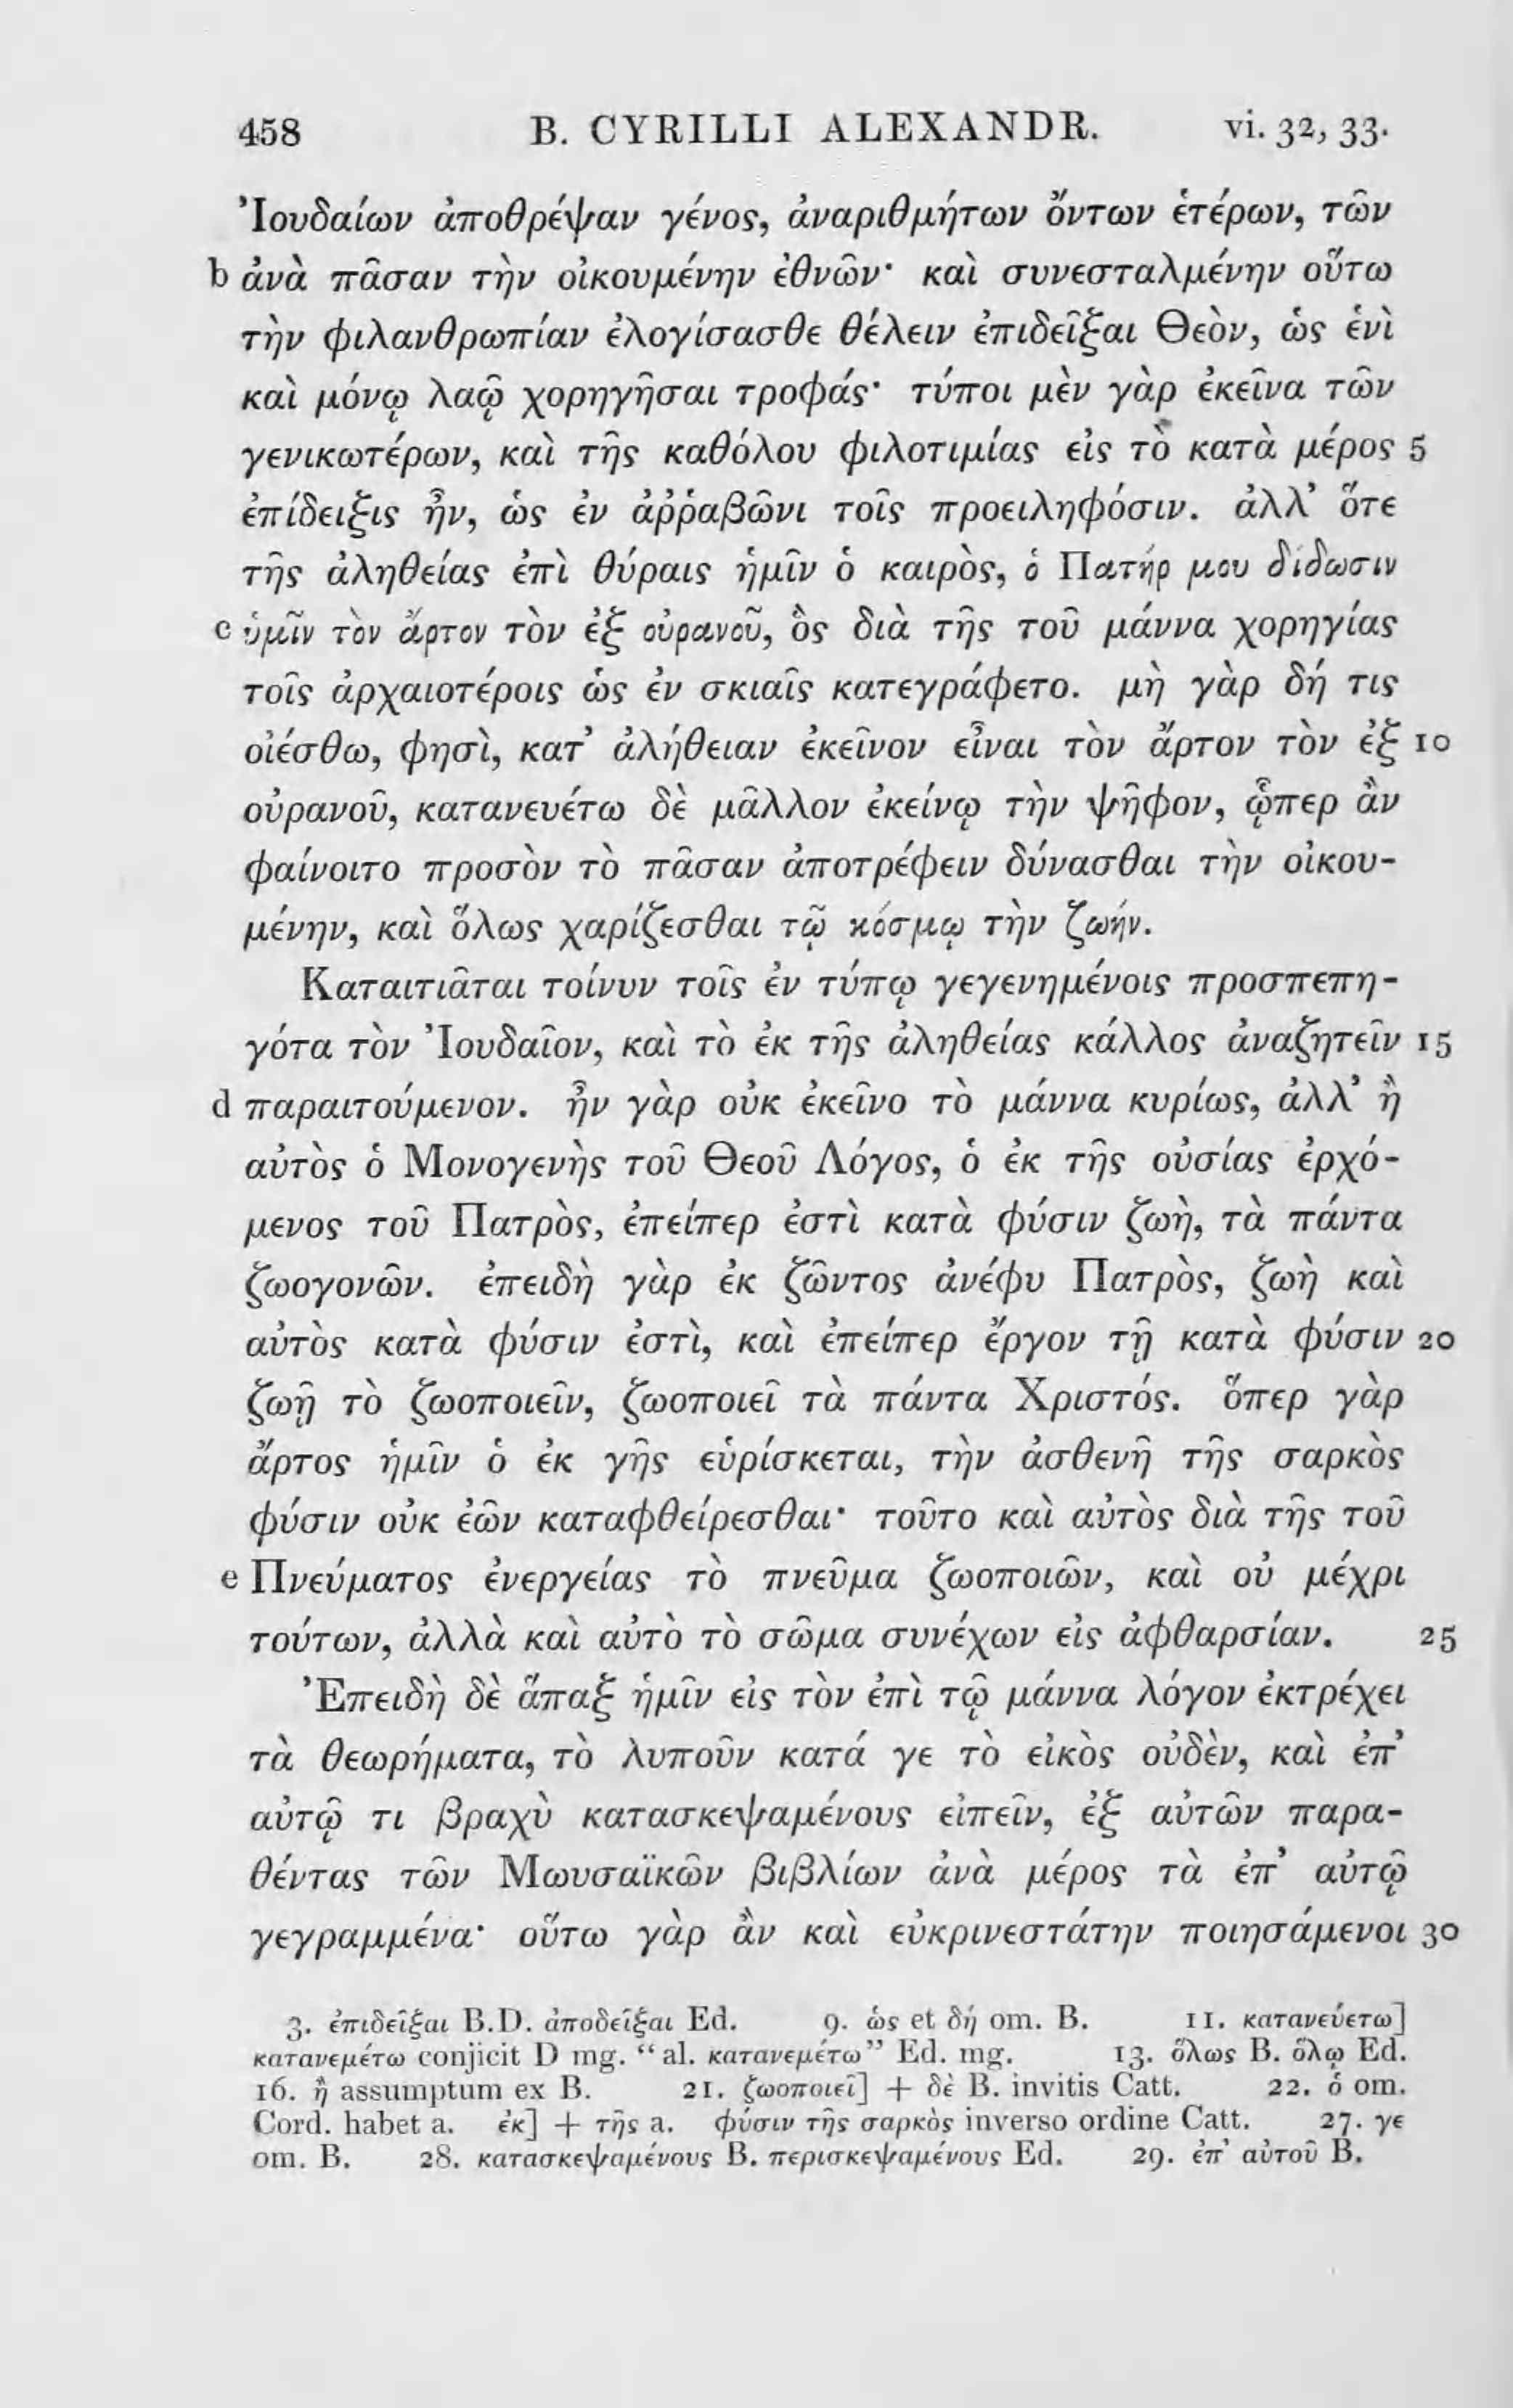 458 B. CYRILLI ALEXANDR. vi. 32, 33.
Ἰουδαίων ἀποθρέψαν γένος, ἀναριθμήτων ὄντων ἑτέρων, τῶν
b ἀνὰ πᾶσαν τὴν οἰκουμένην ἐθνῶν· καὶ συνεσταλμένην οὕτω
τὴν φιλανθρωπίαν ἐλογίσασθε θέλειν ἐπιδεῖξαι Θεὸν, ὡς ἑνὶ
καὶ μόνῳ λαῷ χορηγῆσαι τροφάς· τύποι μὲν γὰρ ἐκεῖνα τῶν
γενικωτέρων, καὶ τῆς καθόλου φιλοτιμίας εἰς τὸ κατὰ μέρος 5
ἐπίδειξις ἦν, ὡς ἐν ἀῤῥαβῶνι τοῖς προειληφόσιν. ἀλλ’ ὅτε
τῆς ἀληθείας ἐπὶ θύραις ἡμῖν ὁ καιρὸς, ὁ Πατήρ μου δίδωσιν
c ὑμῖν τὸν ἄρτον τὸν ἐξ οὐρανοῦ, ὃς διὰ τῆς τοῦ μάννα χορηγίας
τοῖς ἀρχαιοτέροις ὡς ἐν σκιαῖς κατεγράφετο. μὴ γὰρ δή τις
οἰέσθω, φησὶ, κατ’ ἀλήθειαν ἐκεῖνον εἶναι τὸν ἄρτον τὸν ἐξ 10
οὐρανοῦ, κατανευέτω δὲ μᾶλλον ἐκείνῳ τὴν ψῆφον, ᾧπερ ἂν
φαίνοιτο προσὸν τὸ πᾶσαν ἀποτρέφειν δύνασθαι τὴν οἰκου-
μένην, καὶ ὅλως χαρίζεσθαι τῷ κόσμῳ τὴν ζωήν.
Καταιτιᾶται τοίνυν τοῖς ἐν τύπῳ γεγενημένοις προσπεπη-
γότα τὸν Ἰουδαῖον, καὶ τὸ ἐκ τῆς ἀληθείας κάλλος ἀναζητεῖν 15
d παραιτούμενον. ἦν γὰρ οὐκ ἐκεῖνο τὸ μάννα κυρίως, ἀλλ’ ἢ
αὐτὸς ὁ Μονογενὴς τοῦ Θεοῦ Λόγος, ὁ ἐκ τῆς οὐσίας ἐρχό-
μενος τοῦ Πατρὸς, ἐπείπερ ἐστὶ κατὰ φύσιν ζωὴ, τὰ πάντα
ζωογονῶν. ἐπειδὴ γὰρ ἐκ ζῶντος ἀνέφυ Πατρὸς, ζωὴ καὶ
αὐτὸς κατὰ φύσιν ἐστὶ, καὶ ἐπείπερ ἔργον τῇ κατὰ φύσιν 20
ζωῇ τὸ ζωοποιεῖν, ζωοποιεῖ τὰ πάντα Χριστός. ὅπερ γὰρ
ἄρτος ἡμῖν ὁ ἐκ γῆς εὑρίσκεται, τὴν ἀσθενῆ τῆς σαρκὸς
φύσιν οὐκ ἐῶν καταφθείρεσθαι· τοῦτο καὶ αὐτὸς διὰ τῆς τοῦ
e Πνεύματος ἐνεργείας τὸ πνεῦμα ζωοποιῶν, καὶ οὐ μέχρι
τούτων, ἀλλὰ καὶ αὐτὸ τὸ σῶμα συνέχων εἰς ἀφθαρσίαν. 25
Ἐπειδὴ δὲ ἅπαξ ἡμῖν εἰς τὸν ἐπὶ τῷ μάννα λόγον ἐκτρέχει
τὰ θεωρήματα, τὸ λυποῦν κατά γε τὸ εἰκὸς οὐδὲν, καὶ ἐπ’
αὐτῷ τι βραχὺ κατασκεψαμένους εἰπεῖν, ἐξ αὐτῶν παρα-
θέντας τῶν Μωυσαϊκῶν βιβλίων ἀνὰ μέρος τὰ ἐπ’ αὐτῷ
γεγραμμένα· οὕτω γὰρ ἂν καὶ εὐκρινεστάτην ποιησάμενοι 30
3. ἐπιδεῖξαι B.D. ἀποδεῖξαι Ed. 9. ὡς et δή om. B. 11. κατανεύετω]
κατανεμέτω conjicit D mg. “al. κατανεμέτω” Ed. mg. 13. ὅλως B. ὅλῳ Ed.
16. ἢ assumptum ex B. 21. ζωοποιεῖ] + δὲ B. invitis Catt. 22. ὁ om.
Cord. habet a. ἐκ] + τῆς a. φύσιν τῆς σαρκὸς inverso ordine Catt. 27. γε
om. B. 28. κατασκεψαμένους B. περισκεψαμένους Ed. 29. ἐπ’ αὐτοῦ B.